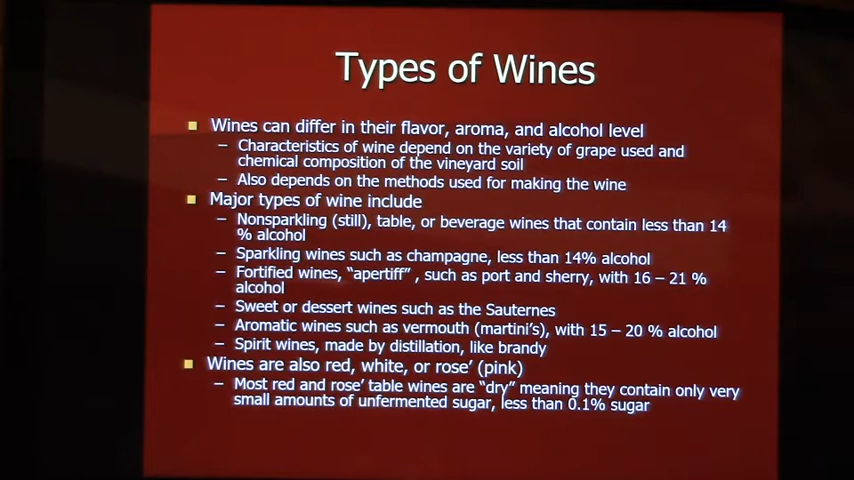 Types of Wines
Wines can differ in their flavor, aroma, and alcohol level
– Characteristics of wine depend on the variety of grape used and
chemical composition of the vineyard soil
– Also depends on the methods used for making the wine
Major types of wine include
– Nonsparkling (still), table, or beverage wines that contain less than 14
% alcohol
– Sparkling wines such as champagne, less than 14% alcohol
– Fortified wines, “apertiff” , such as port and sherry, with 16 – 21 %
alcohol
– Sweet or dessert wines such as the Sauternes
– Aromatic wines such as vermouth (martini’s), with 15 – 20 % alcohol
– Spirit wines, made by distillation, like brandy
Wines are also red, white, or rose’ (pink)
– Most red and rose’ table wines are “dry” meaning they contain only very
small amounts of unfermented sugar, less than 0.1% sugar